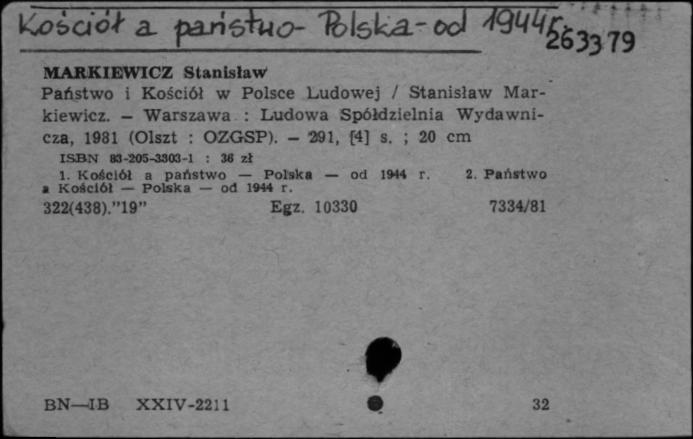 Kościół a państwo- Polska-od 1944r.
263379
MARKIEWICZ Stanisław
Państwo i Kościół w Polsce Ludowej / Stanisław Mar-
kiewicz. — Warszawa : Ludowa Spółdzielnia Wydawni-
cza, 1981 (Olszt : OZGSP). — 291, [4] s. ; 20 cm
ISBN 83-205-3303-1 : 36 zł
1. Kościół a państwo — Polska — od 1944 r. 2. Państwo
a Kościół — Polska — od 1944 r.
322(438)."19" Egz. 10330 7334/81
BN—IB XXIV-2211 32